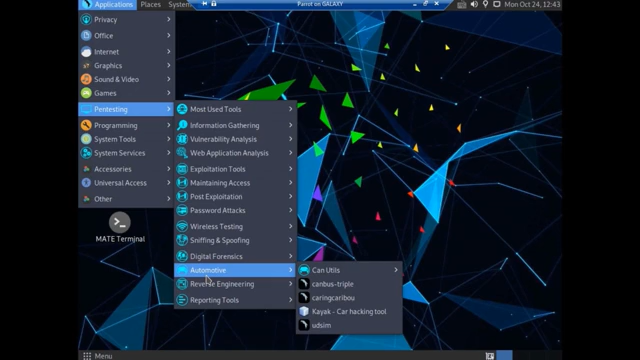 Applications Places System Parrot on GALAXY Mon Oct 24, 12:43
Privacy
Office
Internet
Graphics
Sound & Video
Games
Pentesting
Programming
System Tools
System Services
Accessories
Universal Access
Other
Most Used Tools
Information Gathering
Vulnerability Analysis
Web Application Analysis
Exploitation Tools
Maintaining Access
Post Exploitation
Password Attacks
Wireless Testing
Sniffing & Spoofing
Digital Forensics
Automotive
Reverse Engineering
Reporting Tools
Can Utils
canbus-triple
caringcaribou
Kayak - Car hacking tool
udsim
MATE Terminal
Menu